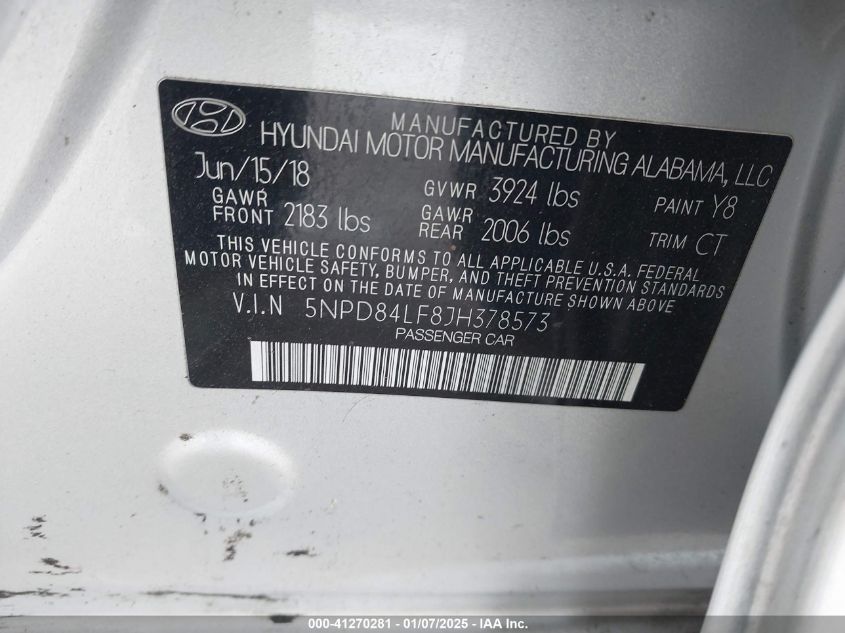 MANUFACTURED BY
HYUNDAI MOTOR MANUFACTURING ALABAMA, LLC
Jun/15/18 GVWR 3924 lbs PAINT Y8
GAWR FRONT 2183 lbs GAWR REAR 2006 lbs TRIM CT
THIS VEHICLE CONFORMS TO ALL APPLICABLE U.S.A. FEDERAL
MOTOR VEHICLE SAFETY, BUMPER, AND THEFT PREVENTION STANDARDS
IN EFFECT ON THE DATE OF MANUFACTURE SHOWN ABOVE
V.I.N 5NPD84LF8JH378573
PASSENGER CAR
000-41270281 - 01/07/2025 - IAA Inc.